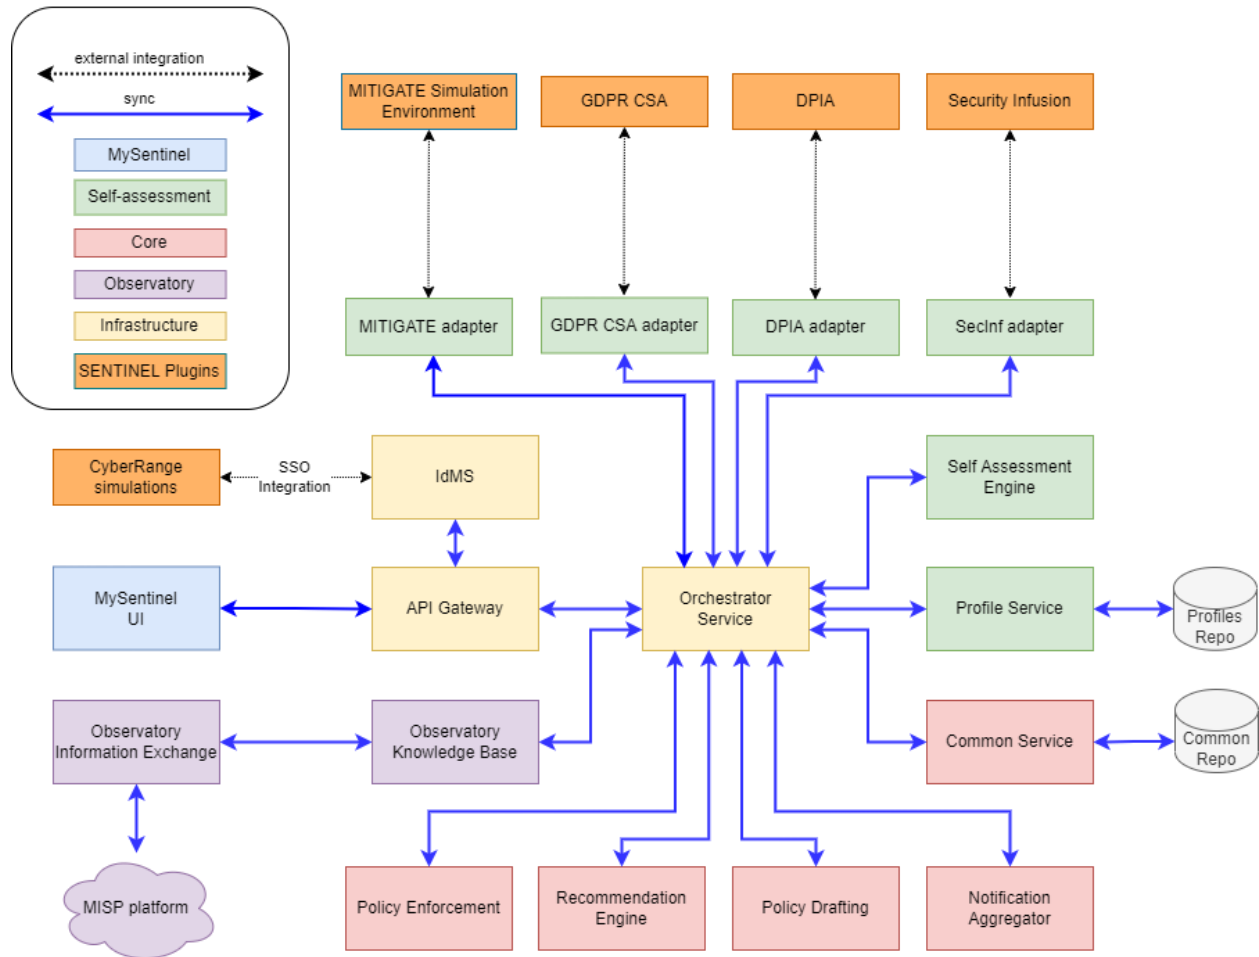 external integration
sync
MySentinel
Self-assessment
Core
Observatory
Infrastructure
SENTINEL Plugins
MITIGATE Simulation
Environment
GDPR CSA
DPIA
Security Infusion
MITIGATE adapter
GDPR CSA adapter
DPIA adapter
SecInf adapter
CyberRange
simulations
SSO
Integration
IdMS
Self Assessment
Engine
MySentinel
UI
API Gateway
Orchestrator
Service
Profile Service
Profiles
Repo
Observatory
Information Exchange
Observatory
Knowledge Base
Common Service
Common
Repo
MISP platform
Policy Enforcement
Recommendation
Engine
Policy Drafting
Notification
Aggregator